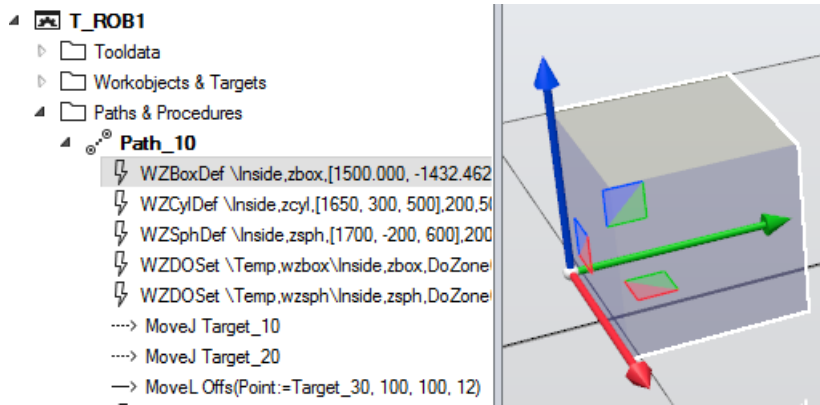 T_ROB1
Tooldata
Workobjects & Targets
Paths & Procedures
Path_10
WZBoxDef \Inside,zbox,[1500.000, -1432.462
WZCylDef \Inside,zcyl,[1650, 300, 500],200,50
WZSphDef \Inside,zsph,[1700, -200, 600],200
WZDOSet \Temp,wzbox\Inside,zbox,DoZone
WZDOSet \Temp,wzsph\Inside,zsph,DoZone
MoveJ Target_10
MoveJ Target_20
MoveL Offs(Point:=Target_30, 100, 100, 12)